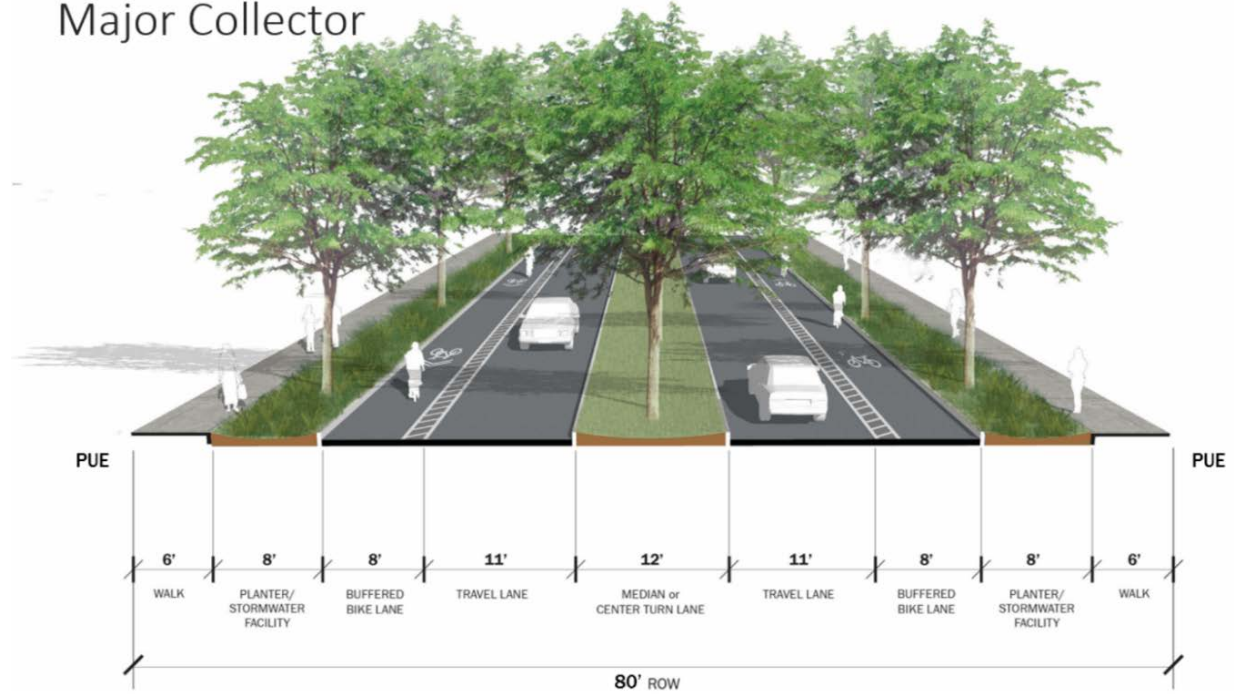 Major Collector
PUE
PUE
6’ 8’ 8’ 11’ 12’ 11’ 8’ 8’ 6’
WALK
PLANTER/
STORMWATER
FACILITY
BUFFERED
BIKE LANE
TRAVEL LANE
MEDIAN or
CENTER TURN LANE
TRAVEL LANE
BUFFERED
BIKE LANE
PLANTER/
STORMWATER
FACILITY
WALK
80’ ROW